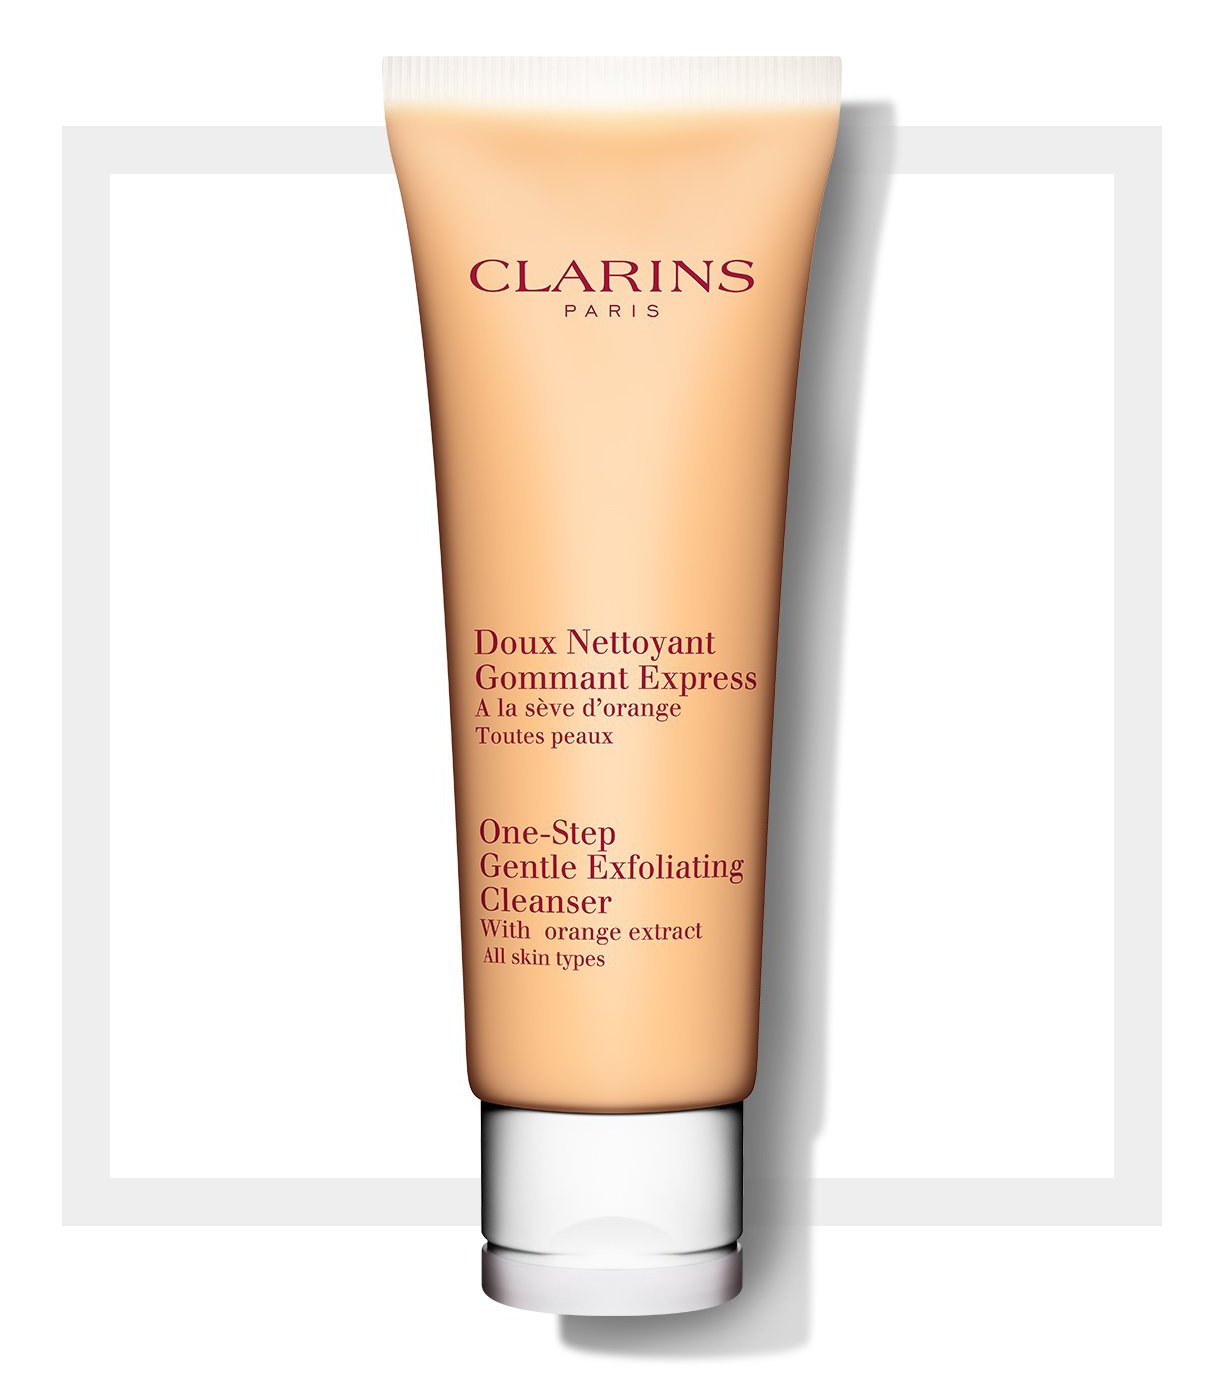 CLARINS
PARIS
Doux Nettoyant
Gommant Express
A la sève d'orange
Toutes peaux
One-Step
Gentle Exfoliating
Cleanser
With orange extract
All skin types